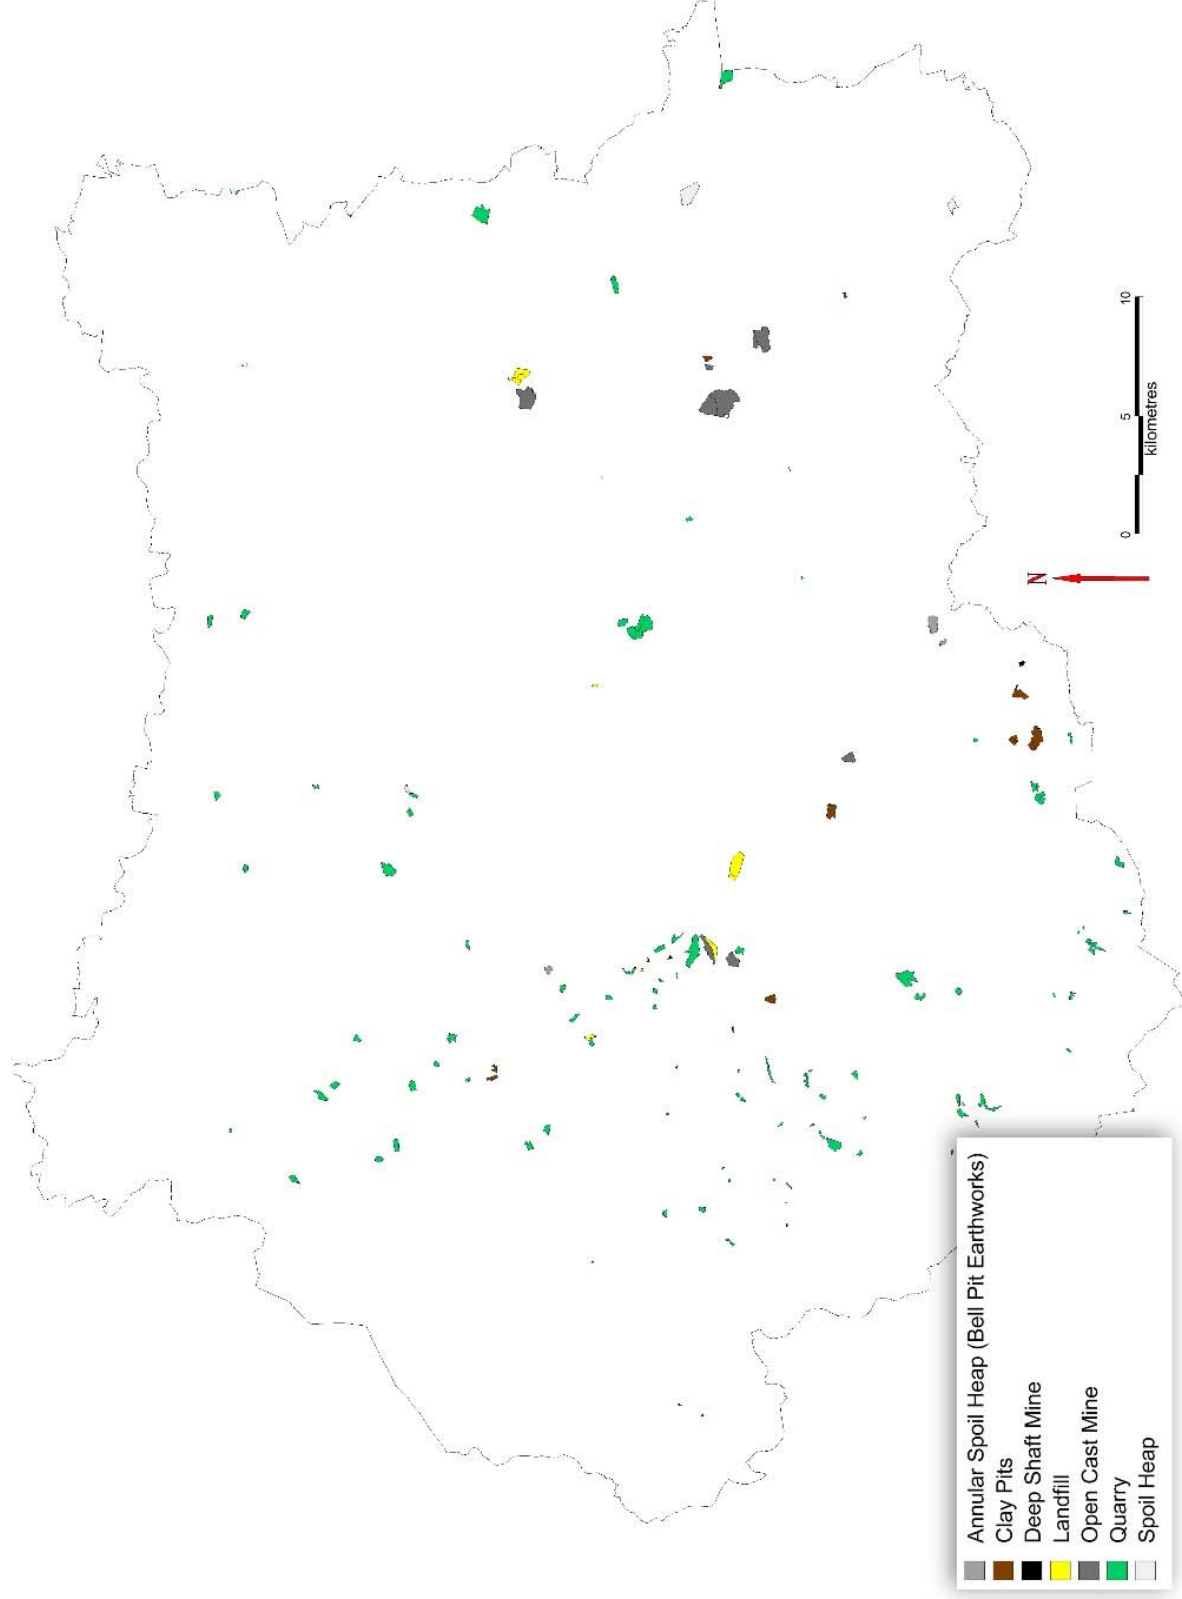 Annular Spoil Heap (Bell Pit Earthworks)
Clay Pits
Deep Shaft Mine
Landfill
Open Cast Mine
Quarry
Spoil Heap
N
0 5 10
kilometres